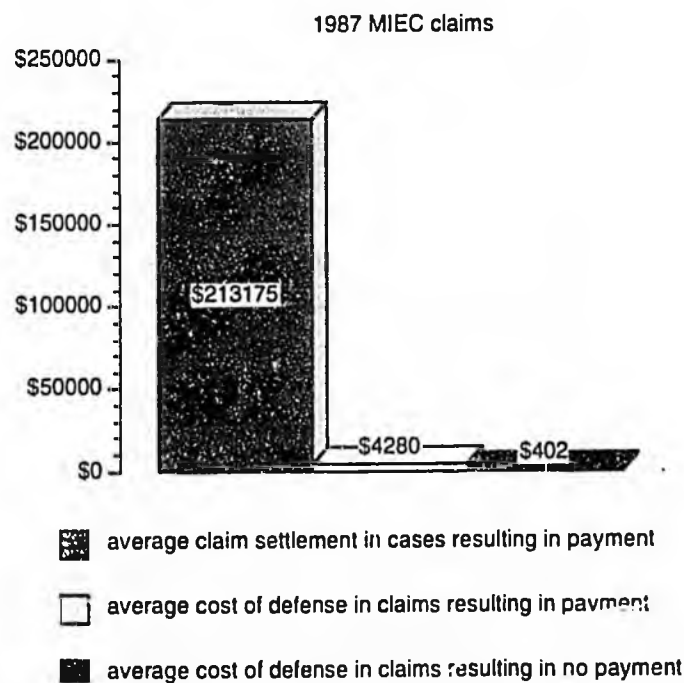 1987 MIEC claims
$250000
$200000
$150000
$100000
$50000
$0
$213175
$4280
$402
average claim settlement in cases resulting in payment
average cost of defense in claims resulting in payment
average cost of defense in claims resulting in no payment